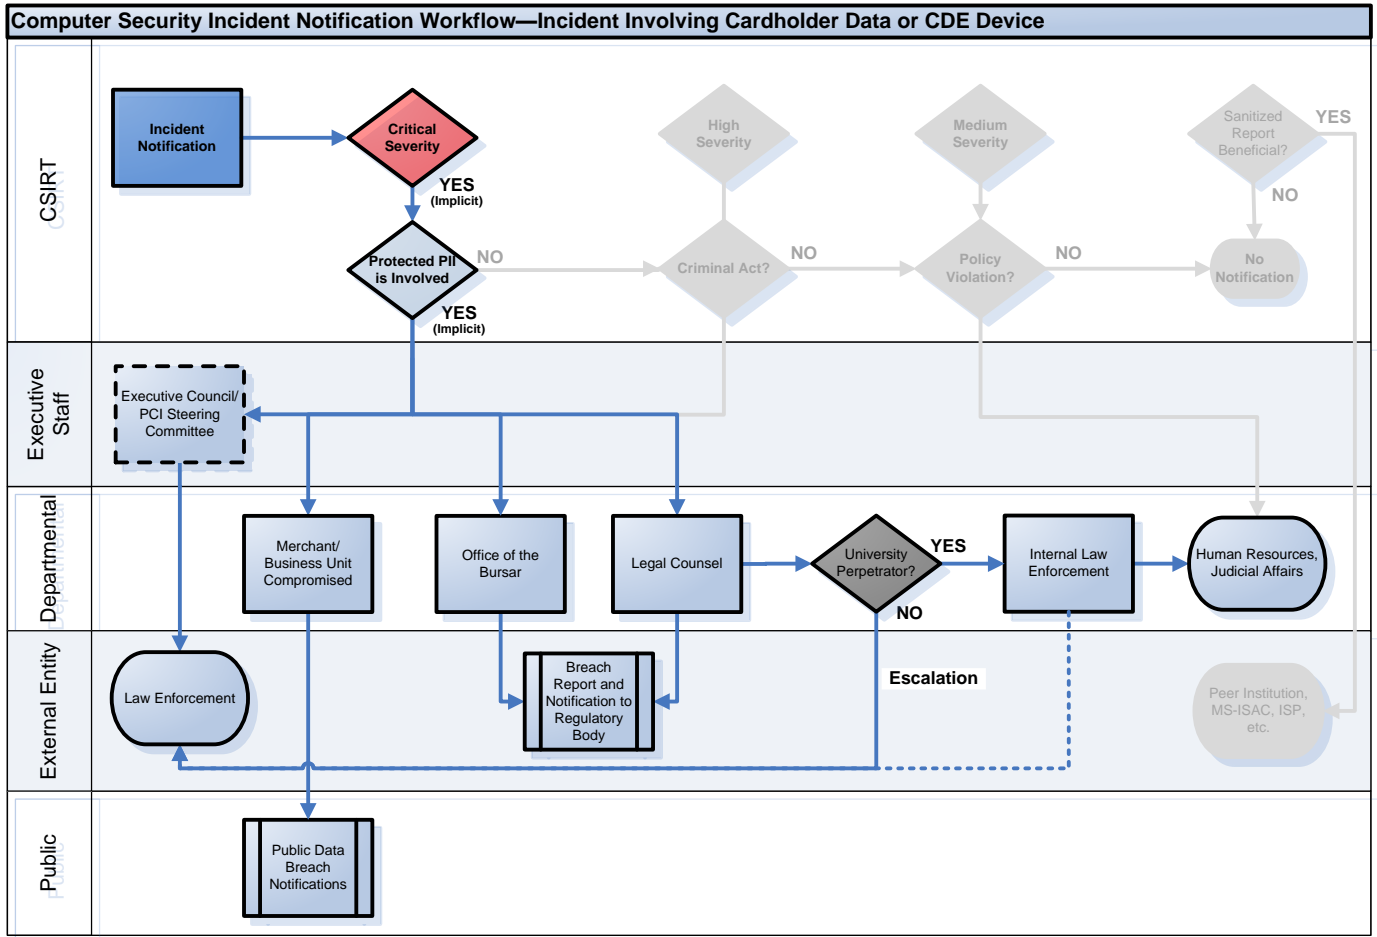 Computer Security Incident Notification Workflow—Incident Involving Cardholder Data or CDE Device
CSIRT
Incident
Notification
Critical
Severity
YES
(Implicit)
High
Severity
Medium
Severity
Sanitized
Report
Beneficial?
YES
NO
Protected PII
is Involved
NO
YES
(Implicit)
Criminal Act?
NO
Policy
Violation?
NO
No
Notification
Executive
Staff
Executive Council/
PCI Steering
Committee
Departmental
Merchant/
Business Unit
Compromised
Office of the
Bursar
Legal Counsel
University
Perpetrator?
YES
NO
Internal Law
Enforcement
Human Resources,
Judicial Affairs
External Entity
Law Enforcement
Breach
Report and
Notification to
Regulatory
Body
Escalation
Peer Institution,
MS-ISAC, ISP,
etc.
Public
Public Data
Breach
Notifications